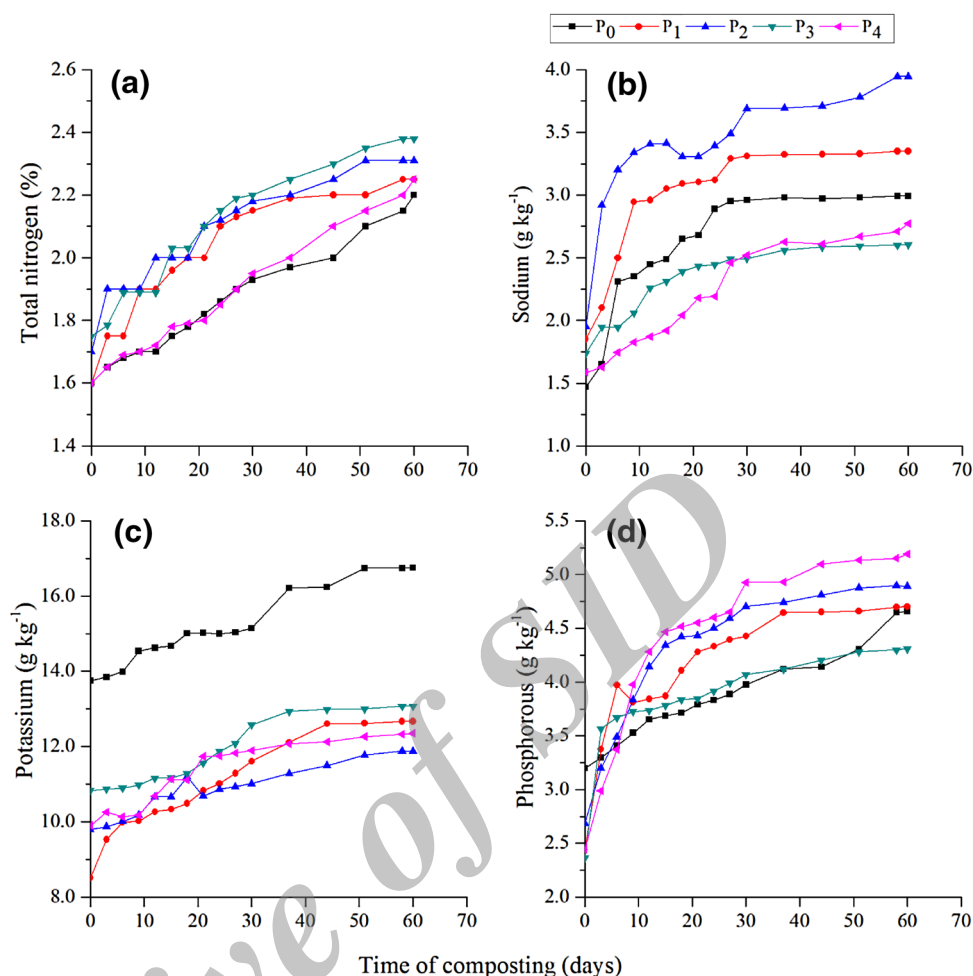 P0 P1 P2 P3 P4
(a)
2.6
2.4
2.2
2.0
1.8
1.6
1.4
Total nitrogen (%)
0 10 20 30 40 50 60 70
(b)
4.0
3.5
3.0
2.5
2.0
1.5
1.0
Sodium (g kg-1)
0 10 20 30 40 50 60 70
(c)
18.0
16.0
14.0
12.0
10.0
8.0
Potassium (g kg-1)
0 10 20 30 40 50 60 70
(d)
5.5
5.0
4.5
4.0
3.5
3.0
2.5
2.0
Phosphorous (g kg-1)
0 10 20 30 40 50 60 70
Time of composting (days)
ive of SID